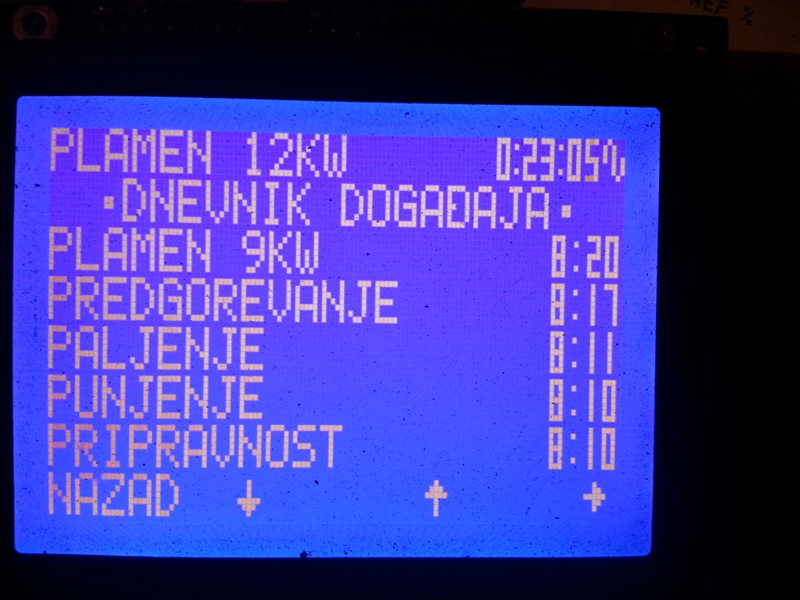 PLAMEN 12KW 0:23:05
•DNEVNIK DOGAĐAJA•
PLAMEN 9KW 8:20
PREDGOREVANJE 8:17
PALJENJE 8:11
PUNJENJE 8:10
PRIPRAVNOST 8:10
NAZAD ↓ ↑ →